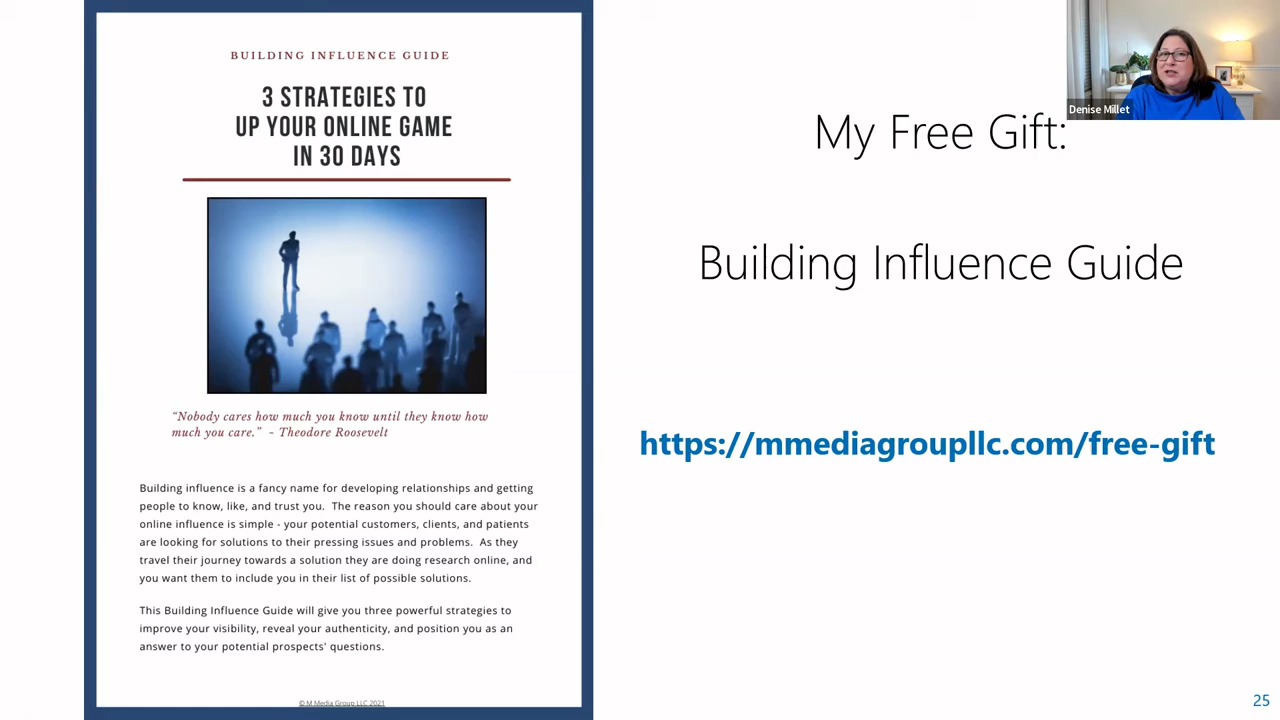 BUILDING INFLUENCE GUIDE
3 STRATEGIES TO
UP YOUR ONLINE GAME
IN 30 DAYS
“Nobody cares how much you know until they know how
much you care.” - Theodore Roosevelt
Building influence is a fancy name for developing relationships and getting
people to know, like, and trust you. The reason you should care about your
online influence is simple - your potential customers, clients, and patients
are looking for solutions to their pressing issues and problems. As they
travel their journey towards a solution they are doing research online, and
you want them to include you in their list of possible solutions.
This Building Influence Guide will give you three powerful strategies to
improve your visibility, reveal your authenticity, and position you as an
answer to your potential prospects' questions.
© M Media Group LLC 2021
My Free Gift:
Building Influence Guide
https://mmediagroupllc.com/free-gift
Denise Millet
25